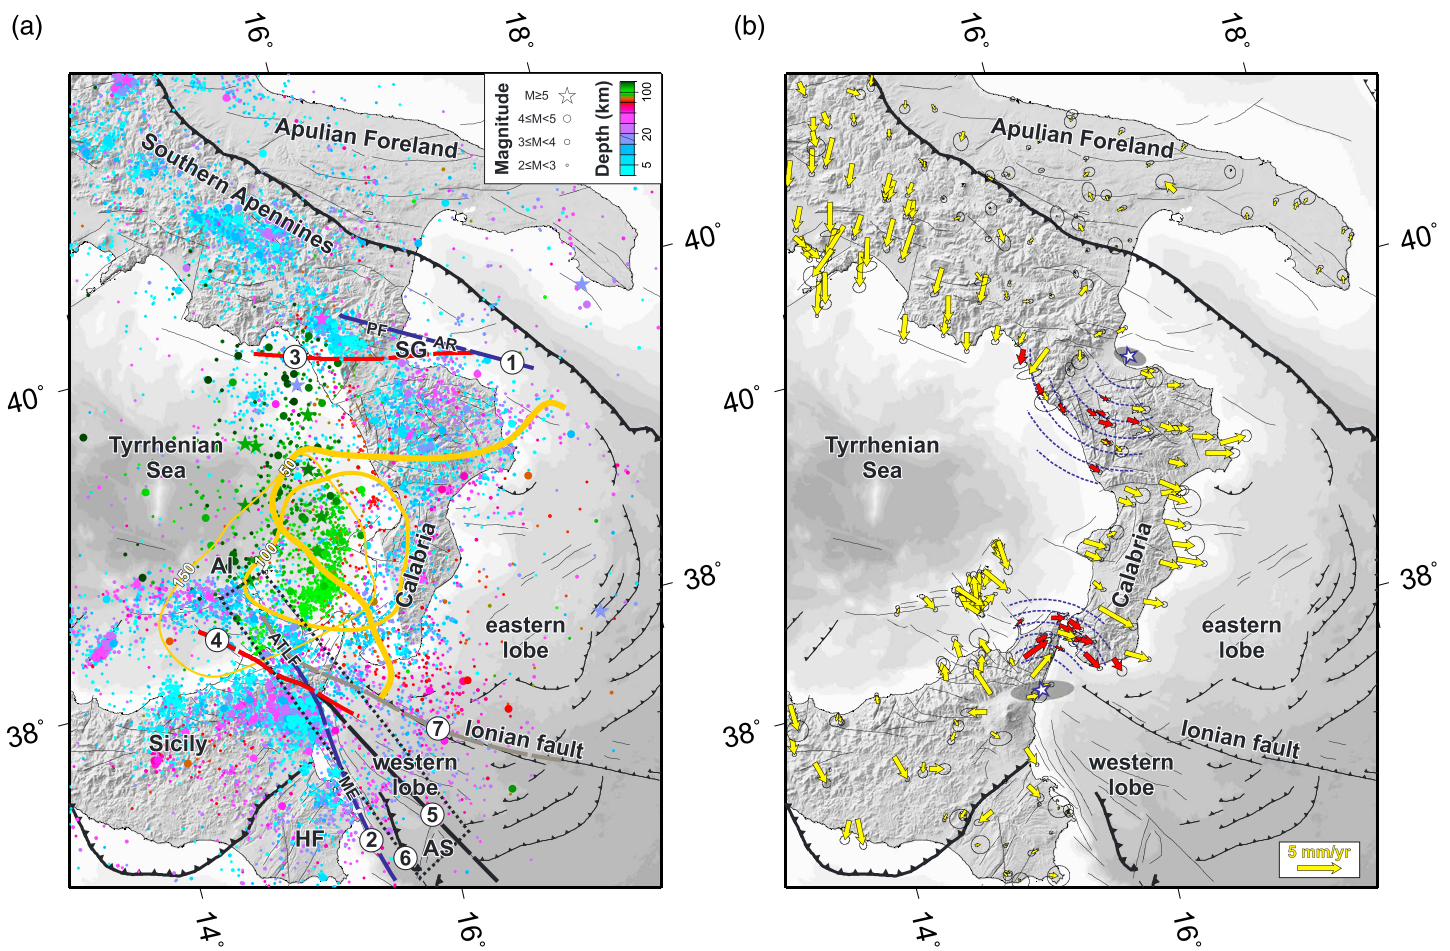 (a)
(b)
16°
18°
16°
18°
Magnitude
M≥5
4≤M<5
3≤M<4
2≤M<3
Depth (km)
100
20
5
Apulian Foreland
Southern Apennines
40°
PF
AR
SG
1
3
40°
Tyrrhenian
Sea
50
100
150
AI
Calabria
38°
eastern
lobe
4
ATLF
7
Ionian fault
38°
Sicily
western
lobe
ME
5
HF
2
6
AS
14°
16°
Apulian Foreland
40°
40°
Tyrrhenian
Sea
Calabria
38°
eastern
lobe
Ionian fault
38°
western
lobe
5 mm/yr
14°
16°